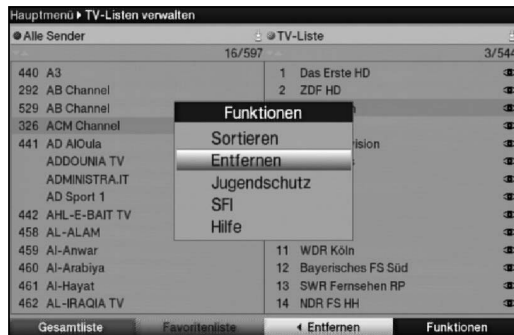 Hauptmenü ▸ TV-Listen verwalten
Alle Sender
TV-Liste
16/597
3/544
440 A3
292 AB Channel
529 AB Channel
326 ACM Channel
441 AD AlOula
ADDOUNIA TV
ADMINISTRA.IT
AD Sport 1
442 AHL-E-BAIT TV
458 AL-ALAM
459 Al-Anwar
460 Al-Arabiya
461 Al-Hayat
462 AL-IRAQIA TV
1 Das Erste HD
2 ZDF HD
ision
11 WDR Köln
12 Bayerisches FS Süd
13 SWR Fernsehen RP
14 NDR FS HH
Funktionen
Sortieren
Entfernen
Jugendschutz
SFI
Hilfe
Gesamtliste
Favoritenliste
Entfernen
Funktionen